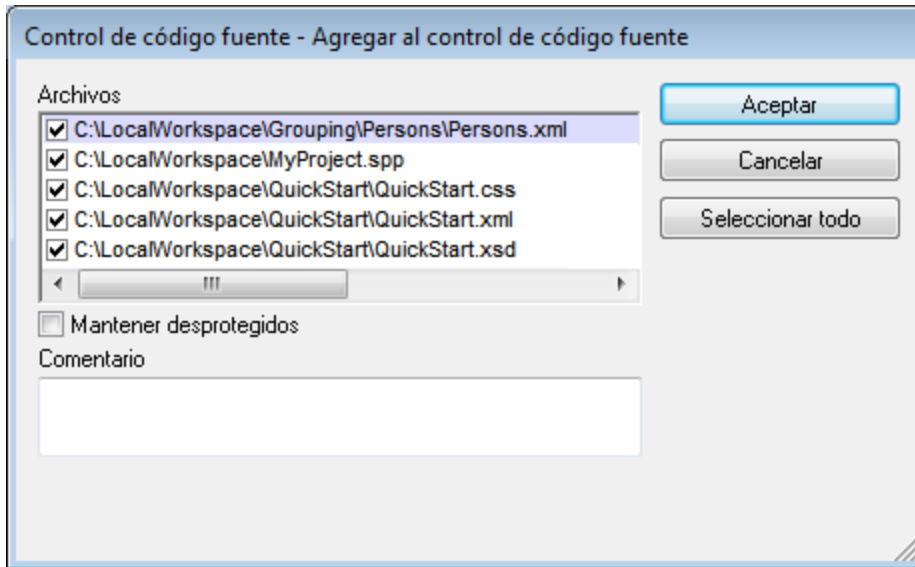 Control de código fuente - Agregar al control de código fuente
Archivos
C:\LocalWorkspace\Grouping\Persons\Persons.xml
C:\LocalWorkspace\MyProject.spp
C:\LocalWorkspace\QuickStart\QuickStart.css
C:\LocalWorkspace\QuickStart\QuickStart.xml
C:\LocalWorkspace\QuickStart\QuickStart.xsd
Mantener desprotegidos
Comentario
Aceptar
Cancelar
Seleccionar todo